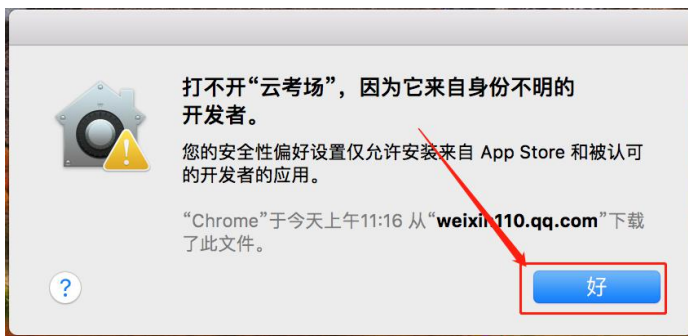 打不开“云考场”，因为它来自身份不明的
开发者。
您的安全性偏好设置仅允许安装来自 App Store 和被认可
的开发者的应用。
“Chrome”于今天上午11:16 从“weixin110.qq.com”下载
了此文件。
?
好